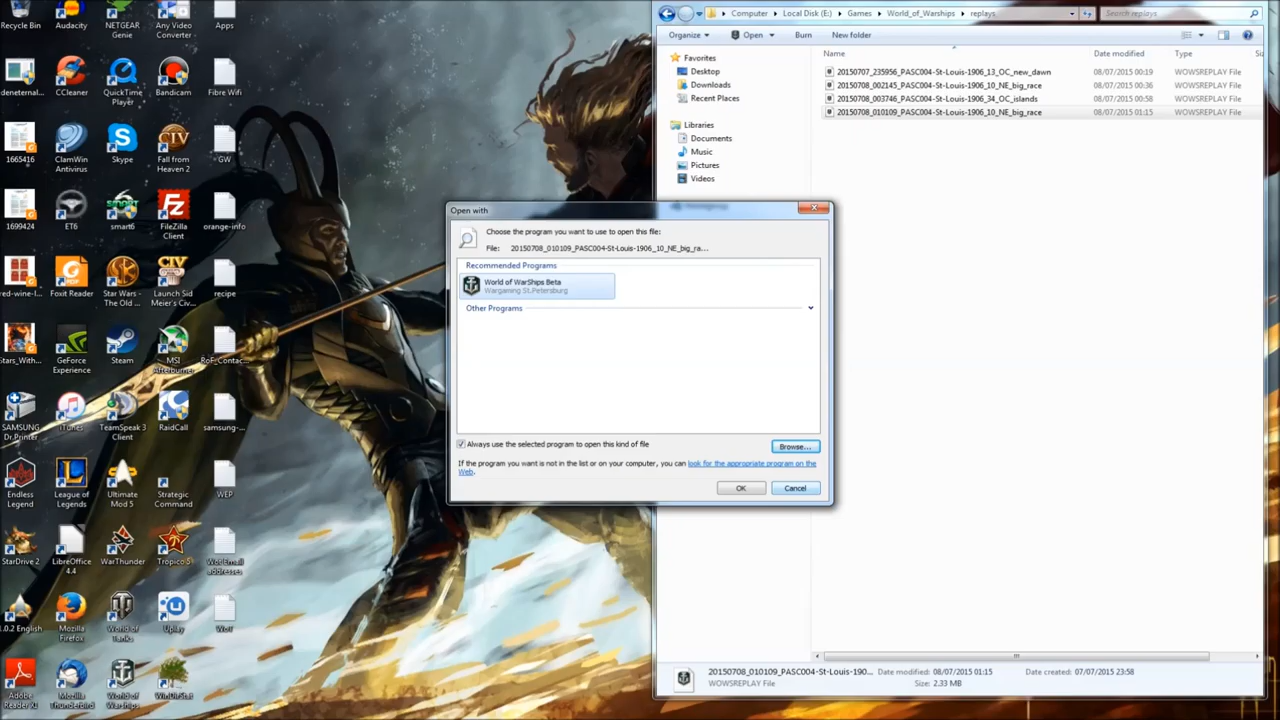 Recycle Bin
Audacity
NETGEAR
Genie
Any Video
Converter
Apps
deneternal...
CCleaner
QuickTime
Player
Bandicam
Fibre Wifi
1665416
ClamWin
Antivirus
Skype
Fall from
Heaven 2
GW
1699424
ET6
smart6
FileZilla
Client
orange-info
red-wine-l...
Foxit Reader
Star Wars -
The Old ...
Launch Sid
Meier's Civ...
recipe
Stars_With...
GeForce
Experience
Steam
MSI
Afterburner
RoF_Contac...
SAMSUNG
Dr.Printer
iTunes
TeamSpeak 3
Client
RaidCall
samsung-...
Endless
Legend
League of
Legends
Ultimate
Mod 5
Strategic
Command
WEP
StarDrive 2
LibreOffice
4.4
WarThunder
Tropico 5
addresses
1.0.2 English
Mozilla
Firefox
World of
Tanks
Uplay
WoT
Adobe
Reader XI
Mozilla
Thunderbird
World of
Warships
WinDirStat
Computer
Local Disk (E:)
Games
World_of_Warships
replays
Search replays
Organize
Open
Burn
New folder
Favorites
Desktop
Downloads
Recent Places
Libraries
Documents
Music
Pictures
Videos
Name
Date modified
Type
Siz
20150707_235956_PASC004-St-Louis-1906_13_OC_new_dawn
08/07/2015 00:19
WOWSREPLAY File
20150708_002145_PASC004-St-Louis-1906_10_NE_big_race
08/07/2015 00:36
WOWSREPLAY File
20150708_003746_PASC004-St-Louis-1906_34_OC_islands
08/07/2015 00:58
WOWSREPLAY File
20150708_010109_PASC004-St-Louis-1906_10_NE_big_race
08/07/2015 01:15
WOWSREPLAY File
Open with
Choose the program you want to use to open this file:
File: 20150708_010109_PASC004-St-Louis-1906_10_NE_big_ra...
Recommended Programs
World of WarShips Beta
Wargaming St.Petersburg
Other Programs
Always use the selected program to open this kind of file
Browse...
If the program you want is not in the list or on your computer, you can look for the appropriate program on the
Web.
OK
Cancel
20150708_010109_PASC004-St-Louis-190...
Date modified: 08/07/2015 01:15
Date created: 07/07/2015 23:58
WOWSREPLAY File
Size: 2.33 MB